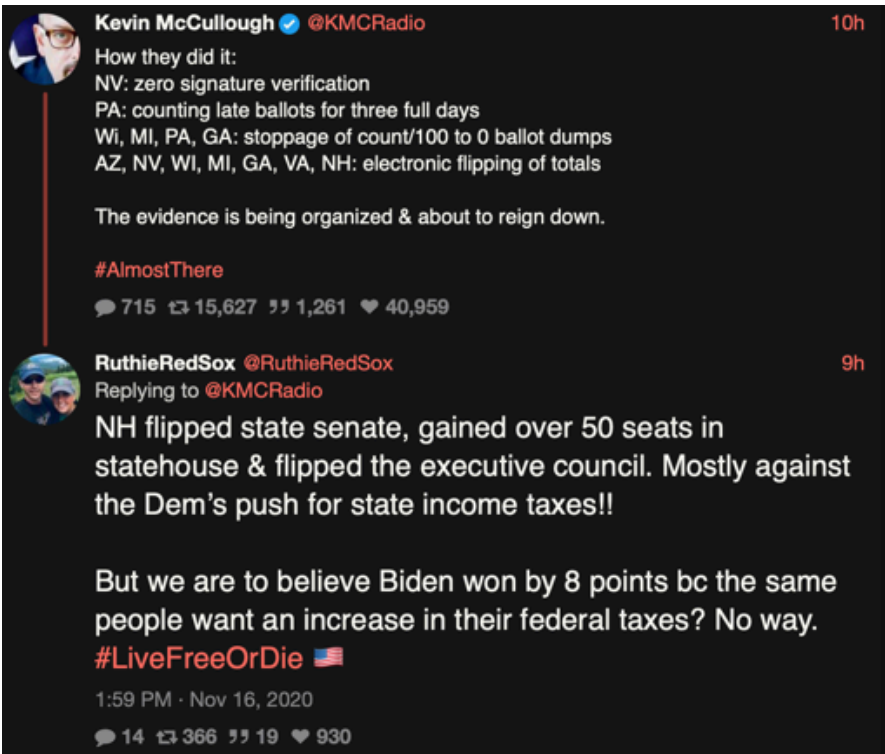 Kevin McCullough @KMCRadio 10h
How they did it:
NV: zero signature verification
PA: counting late ballots for three full days
Wi, MI, PA, GA: stoppage of count/100 to 0 ballot dumps
AZ, NV, WI, MI, GA, VA, NH: electronic flipping of totals
The evidence is being organized & about to reign down.
#AlmostThere
715 15,627 1,261 40,959
RuthieRedSox @RuthieRedSox 9h
Replying to @KMCRadio
NH flipped state senate, gained over 50 seats in
statehouse & flipped the executive council. Mostly against
the Dem’s push for state income taxes!!
But we are to believe Biden won by 8 points bc the same
people want an increase in their federal taxes? No way.
#LiveFreeOrDie 🇺🇸
1:59 PM · Nov 16, 2020
14 366 19 930